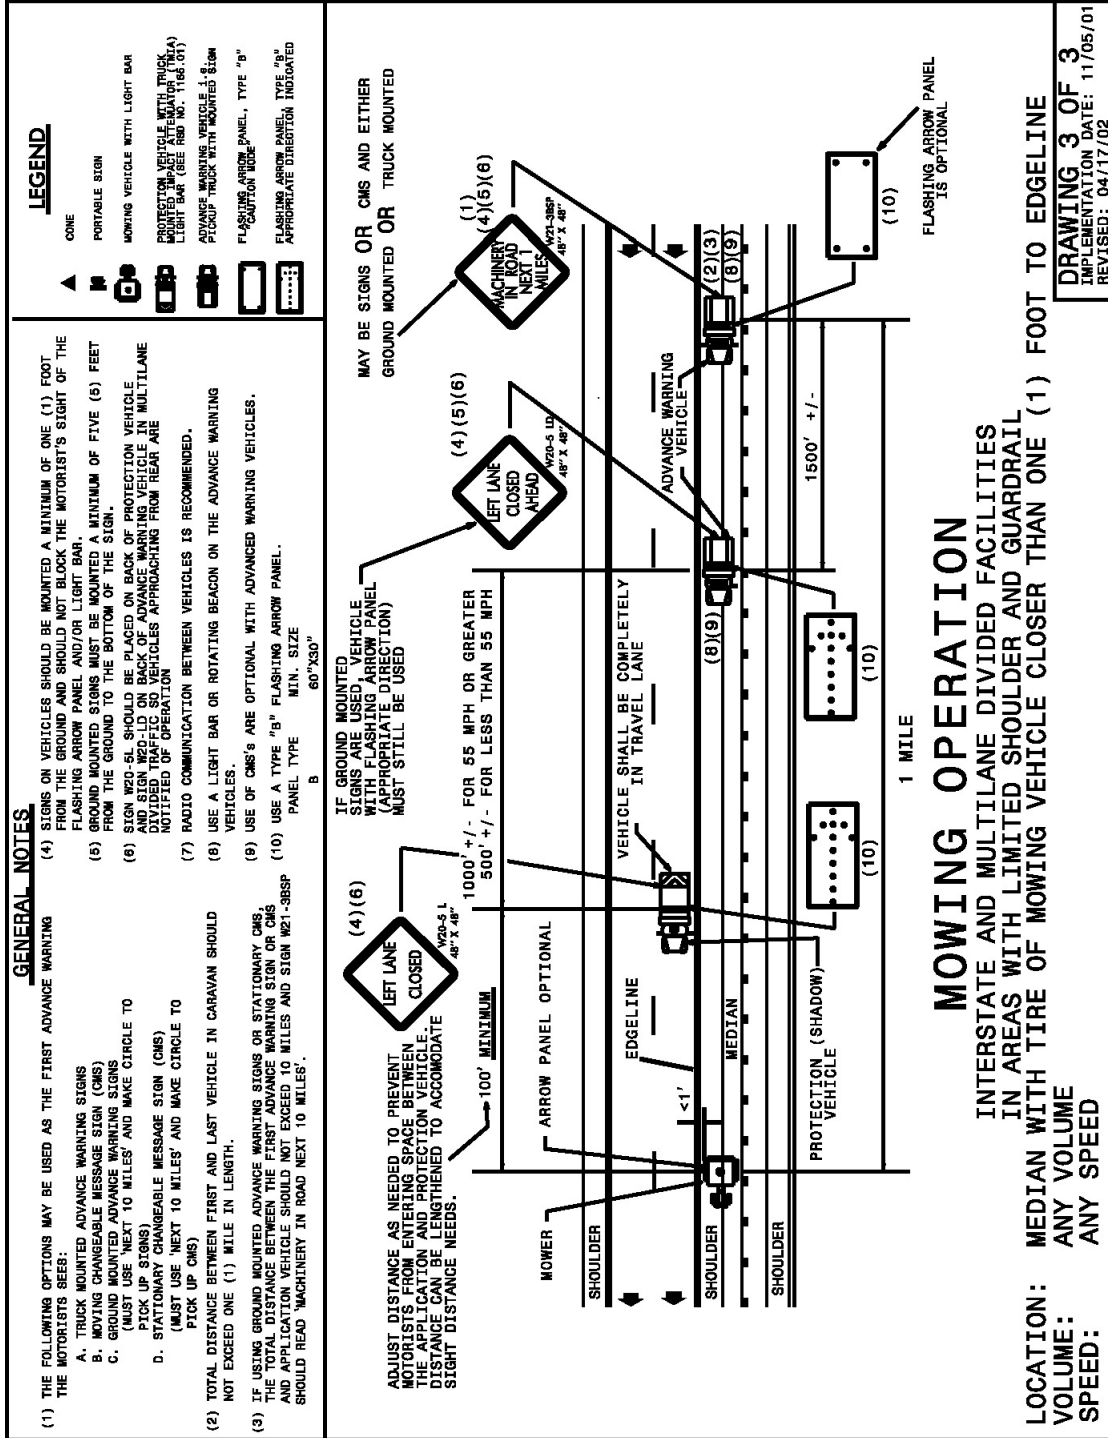 GENERAL NOTES
(1) THE FOLLOWING OPTIONS MAY BE USED AS THE FIRST ADVANCE WARNING
THE MOTORISTS SEES:
A. TRUCK MOUNTED ADVANCE WARNING SIGNS
B. MOVING CHANGEABLE MESSAGE SIGN (CMS)
C. GROUND MOUNTED ADVANCE WARNING SIGNS
(MUST USE 'NEXT 10 MILES' AND MAKE CIRCLE TO
PICK UP SIGNS)
D. STATIONARY CHANGEABLE MESSAGE SIGN (CMS)
(MUST USE 'NEXT 10 MILES' AND MAKE CIRCLE TO
PICK UP CMS)
(2) TOTAL DISTANCE BETWEEN FIRST AND LAST VEHICLE IN CARAVAN SHOULD
NOT EXCEED ONE (1) MILE IN LENGTH.
(3) IF USING GROUND MOUNTED ADVANCE WARNING SIGNS OR STATIONARY CMS,
THE TOTAL DISTANCE BETWEEN THE FIRST ADVANCE WARNING SIGN OR CMS
AND APPLICATION VEHICLE SHOULD NOT EXCEED 10 MILES AND SIGN W21-3BSP
SHOULD READ 'MACHINERY IN ROAD NEXT 10 MILES'.
(4) SIGNS ON VEHICLES SHOULD BE MOUNTED A MINIMUM OF ONE (1) FOOT
FROM THE GROUND AND SHOULD NOT BLOCK THE MOTORIST'S SIGHT OF THE
FLASHING ARROW PANEL AND/OR LIGHT BAR.
(5) GROUND MOUNTED SIGNS MUST BE MOUNTED A MINIMUM OF FIVE (5) FEET
FROM THE GROUND TO THE BOTTOM OF THE SIGN.
(6) SIGN W20-5L SHOULD BE PLACED ON BACK OF PROTECTION VEHICLE
AND SIGN W20-LD ON BACK OF ADVANCE WARNING VEHICLE IN MULTILANE
DIVIDED TRAFFIC SO VEHICLES APPROACHING FROM REAR ARE
NOTIFIED OF OPERATION
(7) RADIO COMMUNICATION BETWEEN VEHICLES IS RECOMMENDED.
(8) USE A LIGHT BAR OR ROTATING BEACON ON THE ADVANCE WARNING
VEHICLES.
(9) USE OF CMS's ARE OPTIONAL WITH ADVANCED WARNING VEHICLES.
(10) USE A TYPE "B" FLASHING ARROW PANEL.
PANEL TYPE MIN. SIZE
B 60"X30"
LEGEND
CONE
PORTABLE SIGN
MOWING VEHICLE WITH LIGHT BAR
PROTECTION VEHICLE WITH TRUCK
MOUNTED IMPACT ATTENUATOR (TMIA)
LIGHT BAR (SEE RBD NO. 1166.01)
ADVANCE WARNING VEHICLE i.e.
PICKUP TRUCK WITH MOUNTED SIGN
FLASHING ARROW PANEL, TYPE "B"
"CAUTION MODE"
FLASHING ARROW PANEL, TYPE "B"
APPROPRIATE DIRECTION INDICATED
ADJUST DISTANCE AS NEEDED TO PREVENT
MOTORISTS FROM ENTERING SPACE BETWEEN
THE APPLICATION AND PROTECTION VEHICLE.
DISTANCE CAN BE LENGTHENED TO ACCOMODATE
SIGHT DISTANCE NEEDS.
LEFT LANE
CLOSED
(4)(6)
W20-5 L
48" X 48"
IF GROUND MOUNTED
SIGNS ARE USED, VEHICLE
WITH FLASHING ARROW PANEL
(APPROPRIATE DIRECTION)
MUST STILL BE USED
LEFT LANE
CLOSED
AHEAD
(4)(5)(6)
W20-5 LD
48" X 48"
MAY BE SIGNS OR CMS AND EITHER
GROUND MOUNTED OR TRUCK MOUNTED
MACHINERY
IN ROAD
NEXT 1
MILES
(1)
(4)(5)(6)
W21-3BSP
48" X 48"
100' MINIMUM
1000' +/- FOR 55 MPH OR GREATER
500' +/- FOR LESS THAN 55 MPH
MOWER
ARROW PANEL OPTIONAL
VEHICLE SHALL BE COMPLETELY
IN TRAVEL LANE
ADVANCE WARNING
VEHICLE
SHOULDER
EDGELINE
<1'
SHOULDER
MEDIAN
(8)(9)
(2)(3)
(8)(9)
SHOULDER
PROTECTION (SHADOW)
VEHICLE
(10)
(10)
(10)
1500' +/-
FLASHING ARROW PANEL
IS OPTIONAL
1 MILE
MOWING OPERATION
INTERSTATE AND MULTILANE DIVIDED FACILITIES
IN AREAS WITH LIMITED SHOULDER AND GUARDRAIL
LOCATION: MEDIAN WITH TIRE OF MOWING VEHICLE CLOSER THAN ONE (1) FOOT TO EDGELINE
VOLUME: ANY VOLUME
SPEED: ANY SPEED
DRAWING 3 OF 3
IMPLEMENTATION DATE: 11/05/01
REVISED: 04/17/02